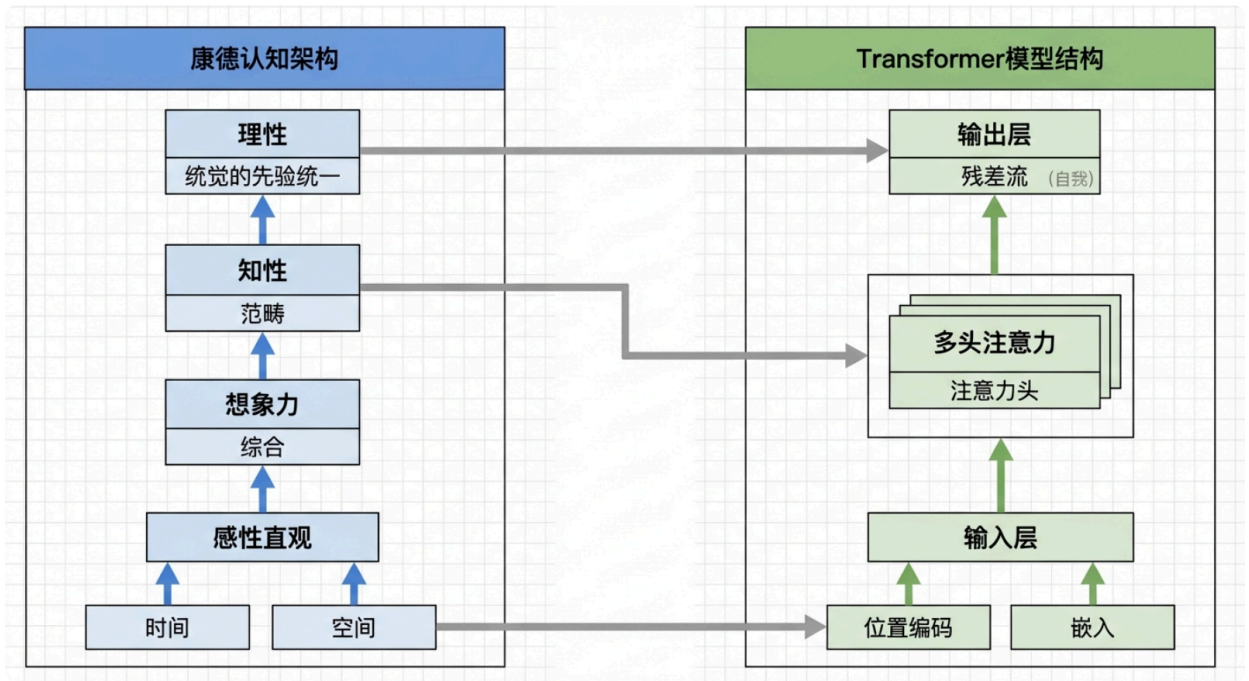 康德认知架构
理性
统觉的先验统一
知性
范畴
想象力
综合
感性直观
时间
空间
Transformer模型结构
输出层
残差流 (自我)
多头注意力
注意力头
输入层
位置编码
嵌入